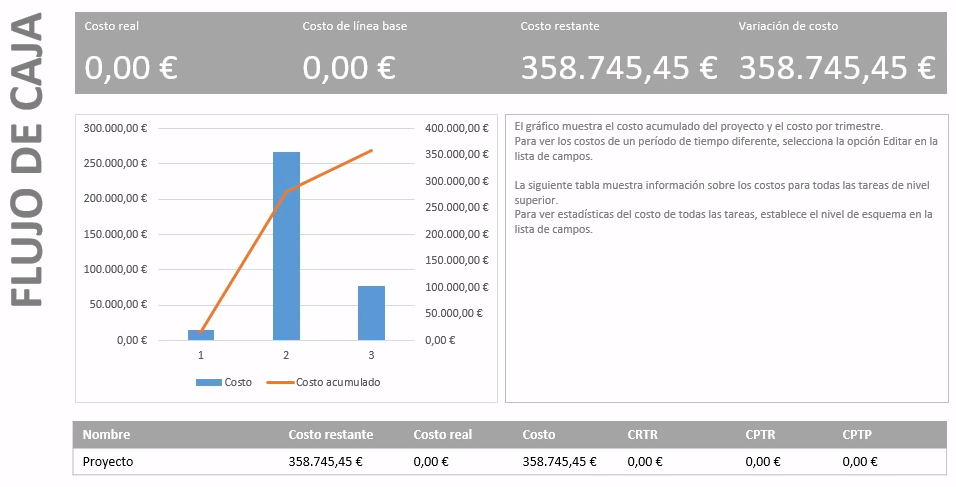 FLUJO DE CAJA
Costo real
Costo de línea base
Costo restante
Variación de costo
0,00 €
0,00 €
358.745,45 €
358.745,45 €
300.000,00 €
250.000,00 €
200.000,00 €
150.000,00 €
100.000,00 €
50.000,00 €
0,00 €
400.000,00 €
350.000,00 €
300.000,00 €
250.000,00 €
200.000,00 €
150.000,00 €
100.000,00 €
50.000,00 €
0,00 €
1 2 3
Costo Costo acumulado
El gráfico muestra el costo acumulado del proyecto y el costo por trimestre.
Para ver los costos de un período de tiempo diferente, selecciona la opción Editar en la
lista de campos.
La siguiente tabla muestra información sobre los costos para todas las tareas de nivel
superior.
Para ver estadísticas del costo de todas las tareas, establece el nivel de esquema en la
lista de campos.
Nombre Costo restante Costo real Costo CRTR CPTR CPTP
Proyecto 358.745,45 € 0,00 € 358.745,45 € 0,00 € 0,00 € 0,00 €